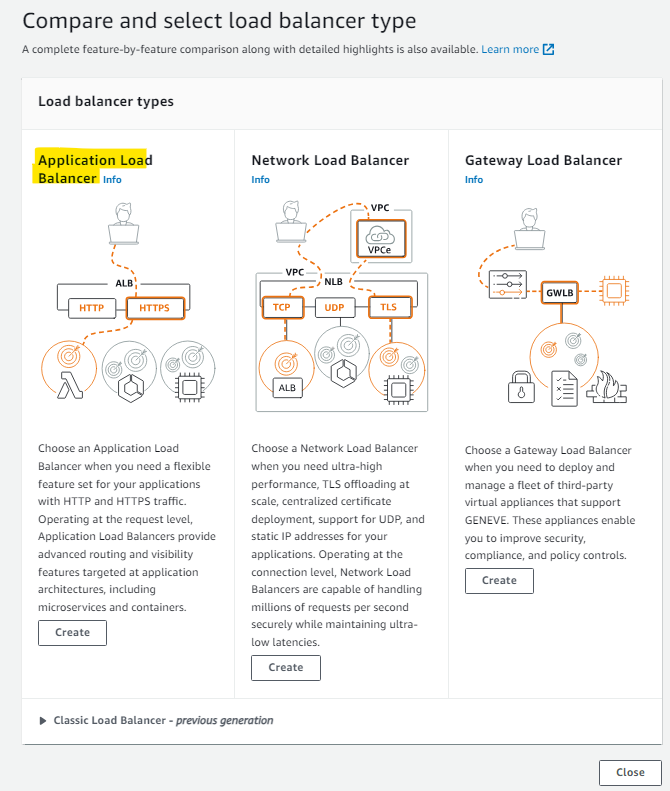 Compare and select load balancer type
A complete feature-by-feature comparison along with detailed highlights is also available. Learn more
Load balancer types
Application Load
Balancer Info
ALB
HTTP
HTTPS
Choose an Application Load
Balancer when you need a flexible
feature set for your applications
with HTTP and HTTPS traffic.
Operating at the request level,
Application Load Balancers provide
advanced routing and visibility
features targeted at application
architectures, including
microservices and containers.
Create
Network Load Balancer
Info
VPC
VPCe
VPC
NLB
TCP
UDP
TLS
ALB
Choose a Network Load Balancer
when you need ultra-high
performance, TLS offloading at
scale, centralized certificate
deployment, support for UDP, and
static IP addresses for your
applications. Operating at the
connection level, Network Load
Balancers are capable of handling
millions of requests per second
securely while maintaining ultra-
low latencies.
Create
Gateway Load Balancer
Info
GWLB
Choose a Gateway Load Balancer
when you need to deploy and
manage a fleet of third-party
virtual appliances that support
GENEVE. These appliances enable
you to improve security,
compliance, and policy controls.
Create
Classic Load Balancer - previous generation
Close